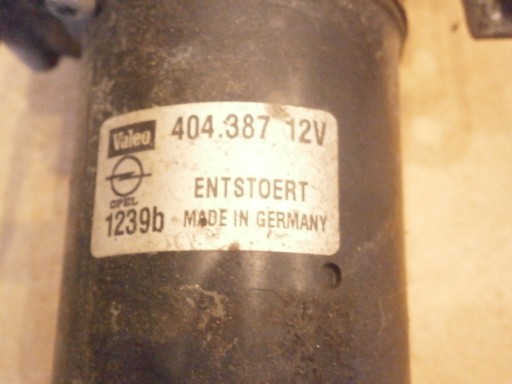 Valeo 404.387 12V
OPEL ENTSTOERT
1239b MADE IN GERMANY